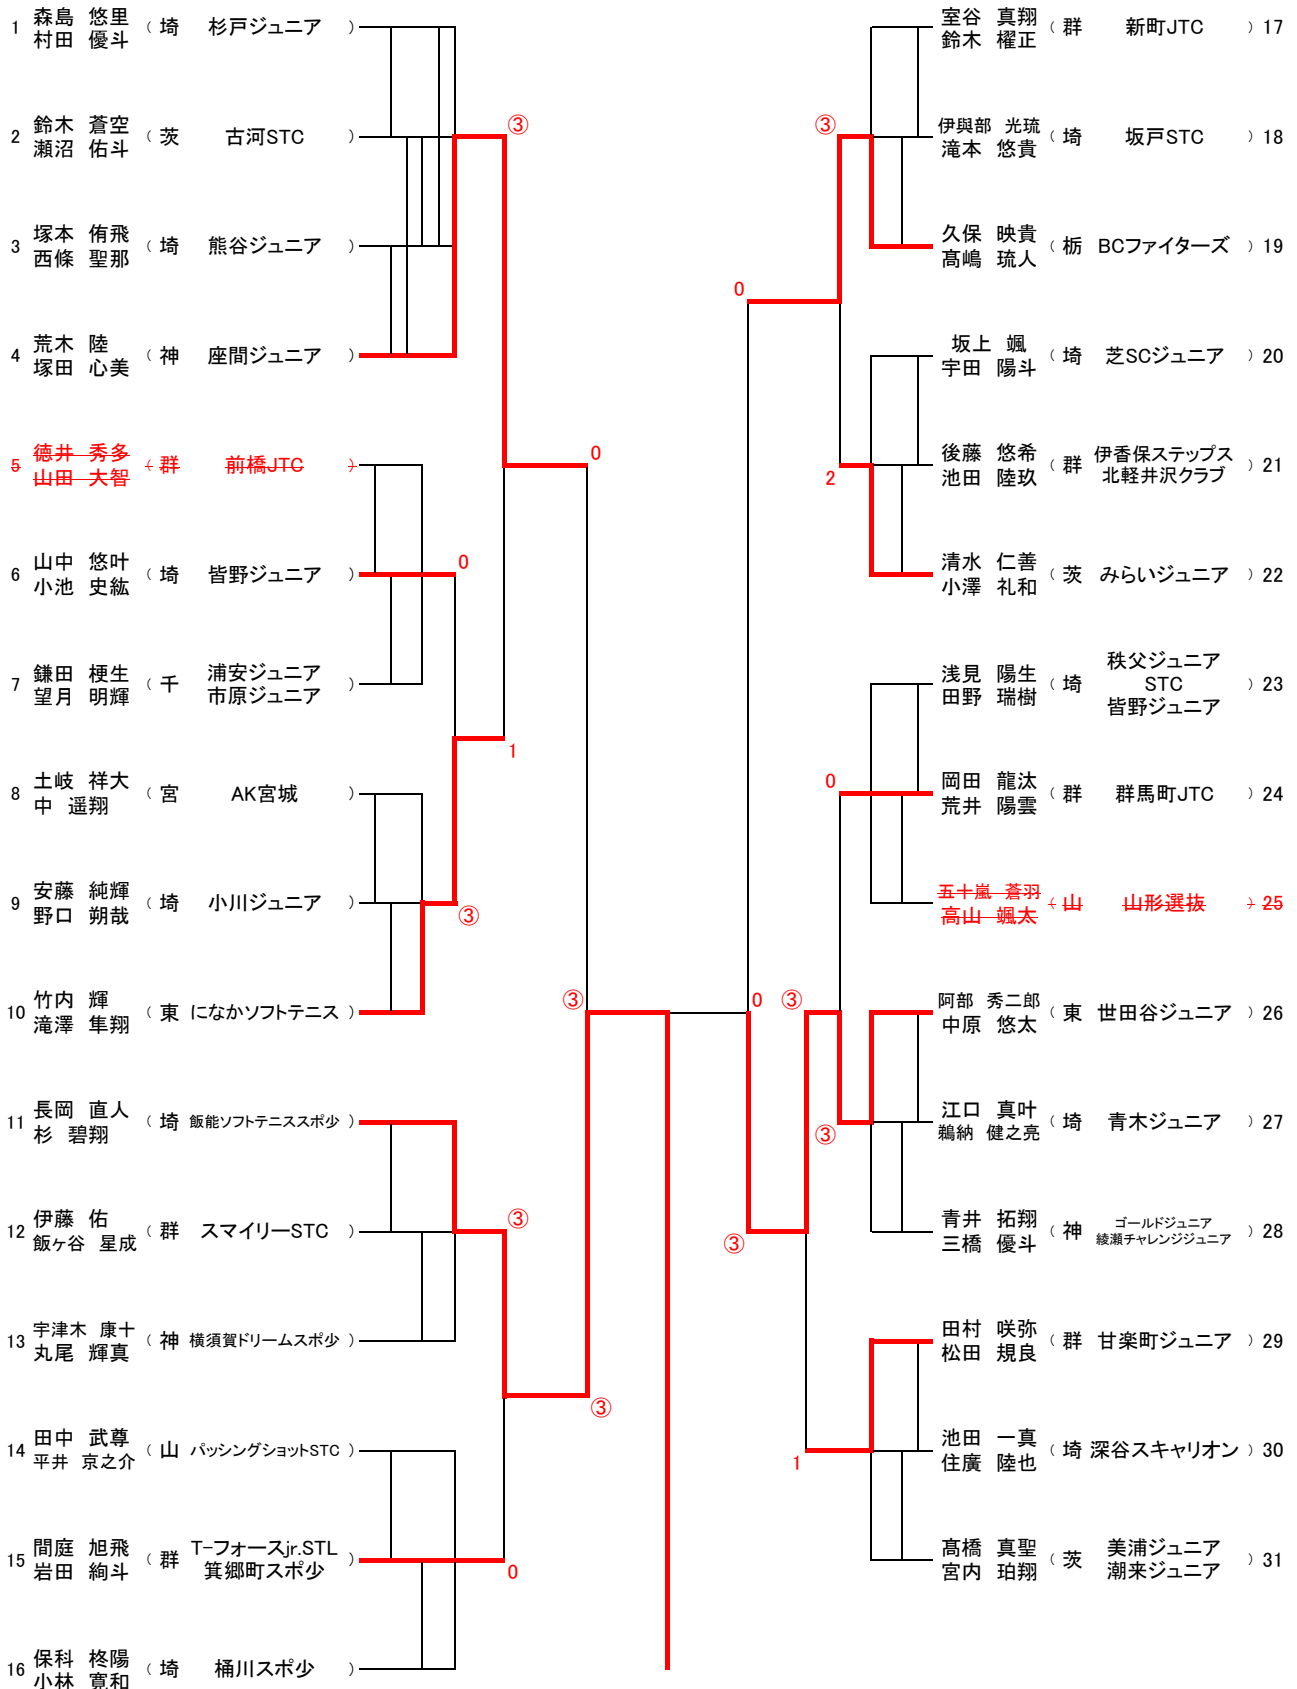 1 森島 悠里 村田 優斗 （ 埼 杉戸ジュニア ）
2 鈴木 蒼空 瀬沼 佑斗 （ 茨 古河STC ）
③
3 塚本 侑飛 西條 聖那 （ 埼 熊谷ジュニア ）
4 荒木 陸 塚田 心美 （ 神 座間ジュニア ）
5 德井 秀多 山田 大智 （ 群 前橋JTC ）
0
6 山中 悠叶 小池 史紘 （ 埼 皆野ジュニア ）
0
7 鎌田 梗生 望月 明輝 （ 千 浦安ジュニア 市原ジュニア ）
1
8 土岐 祥大 中 遥翔 （ 宮 AK宮城 ）
9 安藤 純輝 野口 朔哉 （ 埼 小川ジュニア ）
③
10 竹内 輝 滝澤 隼翔 （ 東 になかソフトテニス ）
③
11 長岡 直人 杉 碧翔 （ 埼 飯能ソフトテニススポ少 ）
12 伊藤 佑 飯ヶ谷 星成 （ 群 スマイリーSTC ）
③
13 宇津木 康十 丸尾 輝真 （ 神 横須賀ドリームスポ少 ）
③
14 田中 武尊 平井 京之介 （ 山 パッシングショットSTC ）
15 間庭 旭飛 岩田 絢斗 （ 群 T-フォースjr.STL 箕郷町スポ少 ）
0
16 保科 柊陽 小林 寛和 （ 埼 桶川スポ少 ）
室谷 真翔 鈴木 櫂正 （ 群 新町JTC ） 17
③
伊與部 光琉 滝本 悠貴 （ 埼 坂戸STC ） 18
久保 映貴 髙嶋 琉人 （ 栃 BCファイターズ ） 19
0
坂上 颯 宇田 陽斗 （ 埼 芝SCジュニア ） 20
後藤 悠希 池田 陸玖 （ 群 伊香保ステップス 北軽井沢クラブ ） 21
2
清水 仁善 小澤 礼和 （ 茨 みらいジュニア ） 22
浅見 陽生 田野 瑞樹 （ 埼 秩父ジュニア STC 皆野ジュニア ） 23
0
岡田 龍汰 荒井 陽雲 （ 群 群馬町JTC ） 24
五十嵐 蒼羽 高山 颯太 （ 山 山形選抜 ） 25
0
③
阿部 秀二郎 中原 悠太 （ 東 世田谷ジュニア ） 26
江口 真叶 鵜納 健之亮 （ 埼 青木ジュニア ） 27
③
青井 拓翔 三橋 優斗 （ 神 ゴールドジュニア 綾瀬チャレンジジュニア ） 28
③
田村 咲弥 松田 規良 （ 群 甘楽町ジュニア ） 29
池田 一真 住廣 陸也 （ 埼 深谷スキャリオン ） 30
1
髙橋 真聖 宮内 珀翔 （ 茨 美浦ジュニア 潮来ジュニア ） 31